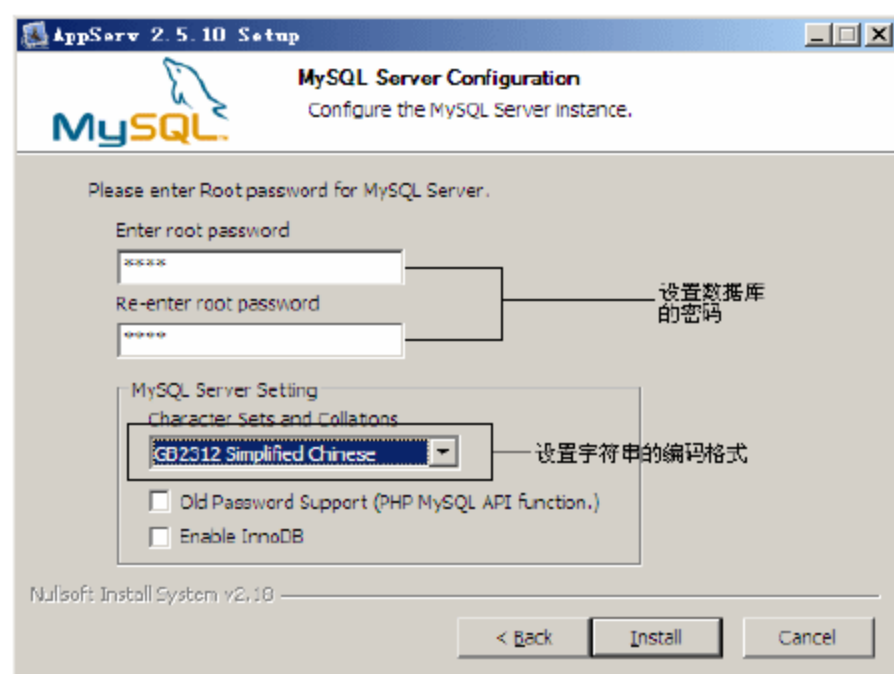 AppServ 2.5.10 Setup
MySQL Server Configuration
Configure the MySQL Server instance.
MySQL
Please enter Root password for MySQL Server.
Enter root password
****
Re-enter root password
****
设置数据库
的密码
MySQL Server Setting
Character Sets and Collations
GB2312 Simplified Chinese
设置字符串的编码格式
Old Password Support (PHP MySQL API function.)
Enable InnoDB
Nullsoft Install System v2.18
< Back
Install
Cancel